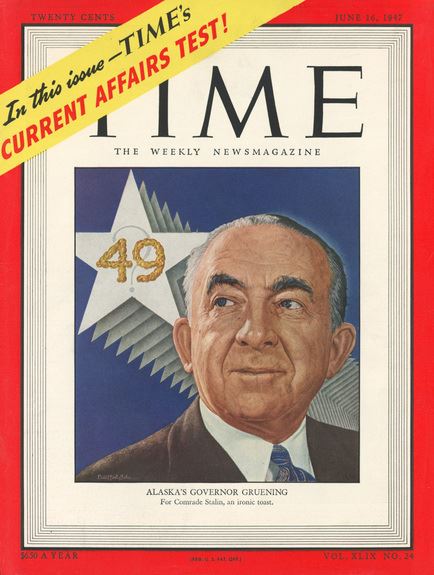 TWENTY CENTS
JUNE 16, 1947
In this issue—TIME's
CURRENT AFFAIRS TEST!
TIME
THE WEEKLY NEWSMAGAZINE
49
ALASKA'S GOVERNOR GRUENING
For Comrade Stalin, an ironic toast.
$6.50 A YEAR
(REG. U. S. PAT. OFF.)
VOL. XLIX NO. 24